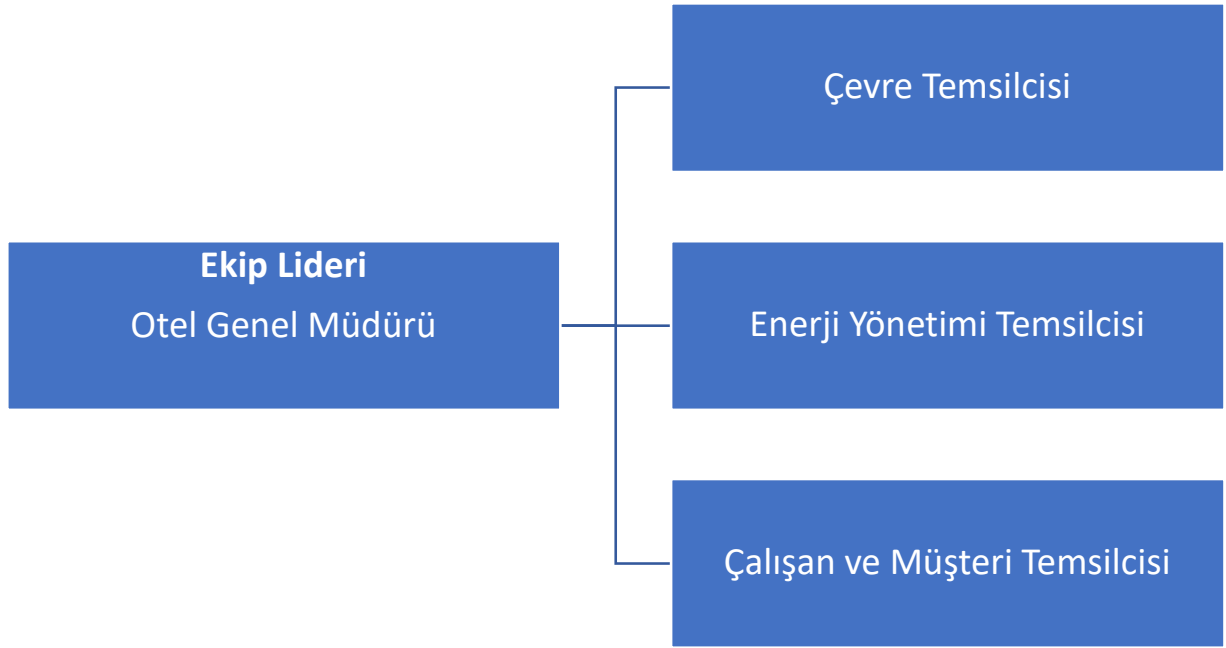 Çevre Temsilcisi
Ekip Lideri
Otel Genel Müdürü
Enerji Yönetimi Temsilcisi
Çalışan ve Müşteri Temsilcisi